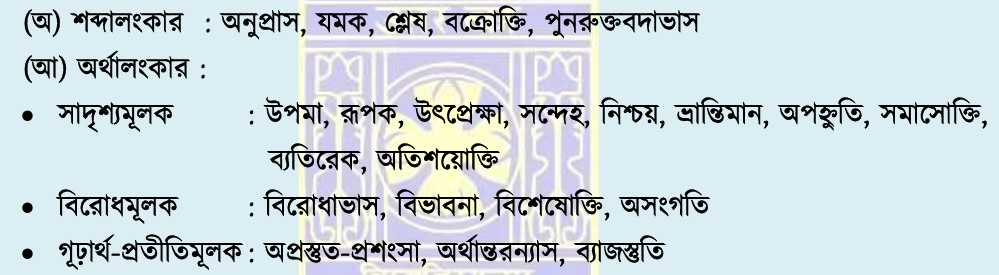 (অ) শব্দালংকার : অনুপ্রাস, যমক, শ্লেষ, বক্রোক্তি, পুনরুক্তবদাভাস
(আ) অর্থালংকার :
• সাদৃশ্যমূলক : উপমা, রূপক, উৎপ্রেক্ষা, সন্দেহ, নিশ্চয়, ভ্রান্তিমান, অপহ্নুতি, সমাসোক্তি,
ব্যতিরেক, অতিশয়োক্তি
• বিরোধমূলক : বিরোধাভাস, বিভাবনা, বিশেষোক্তি, অসংগতি
• গূঢ়ার্থ-প্রতীতিমূলক : অপ্রস্তুত-প্রশংসা, অর্থান্তরন্যাস, ব্যাজস্তুতি